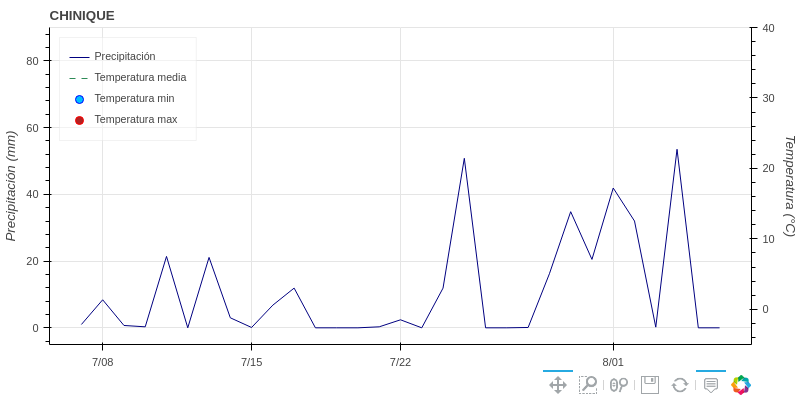 CHINIQUE
Precipitación
Temperatura media
Temperatura min
Temperatura max
Precipitación (mm)
80
60
40
20
0
Temperatura (°C)
40
30
20
10
0
7/08
7/15
7/22
8/01